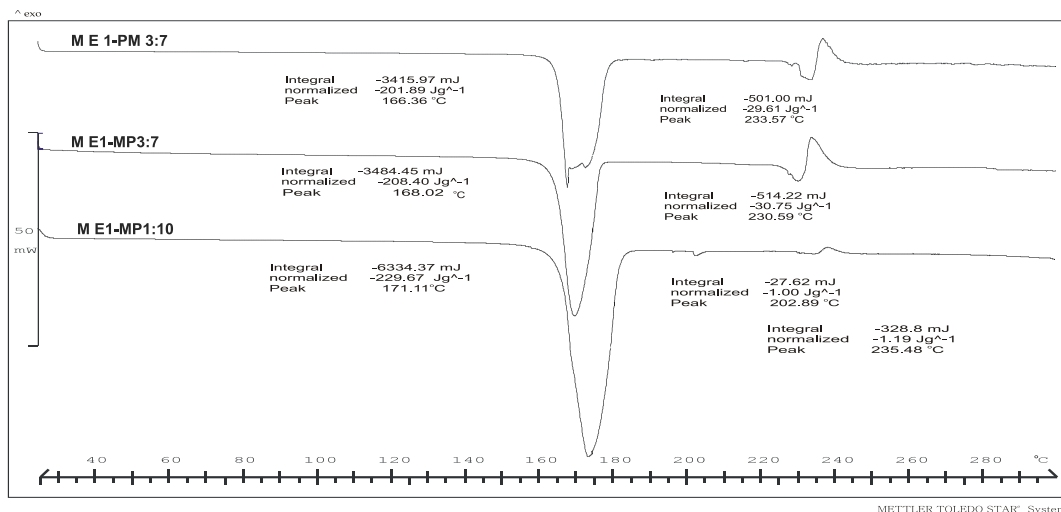 ^ exo
M E 1-PM 3:7
Integral -3415.97 mJ
normalized -201.89 Jg^-1
Peak 166.36 °C
Integral -501.00 mJ
normalized -29.61 Jg^-1
Peak 233.57 °C
M E1-MP3:7
Integral -3484.45 mJ
normalized -208.40 Jg^-1
Peak 168.02 °C
Integral -514.22 mJ
normalized -30.75 Jg^-1
Peak 230.59 °C
M E1-MP1:10
50
mW
Integral -6334.37 mJ
normalized -229.67 Jg^-1
Peak 171.11°C
Integral -27.62 mJ
normalized -1.00 Jg^-1
Peak 202.89 °C
Integral -328.8 mJ
normalized -1.19 Jg^-1
Peak 235.48 °C
40 60 80 100 120 140 160 180 200 220 240 260 280 °C
METTLER TOLEDO STARe System